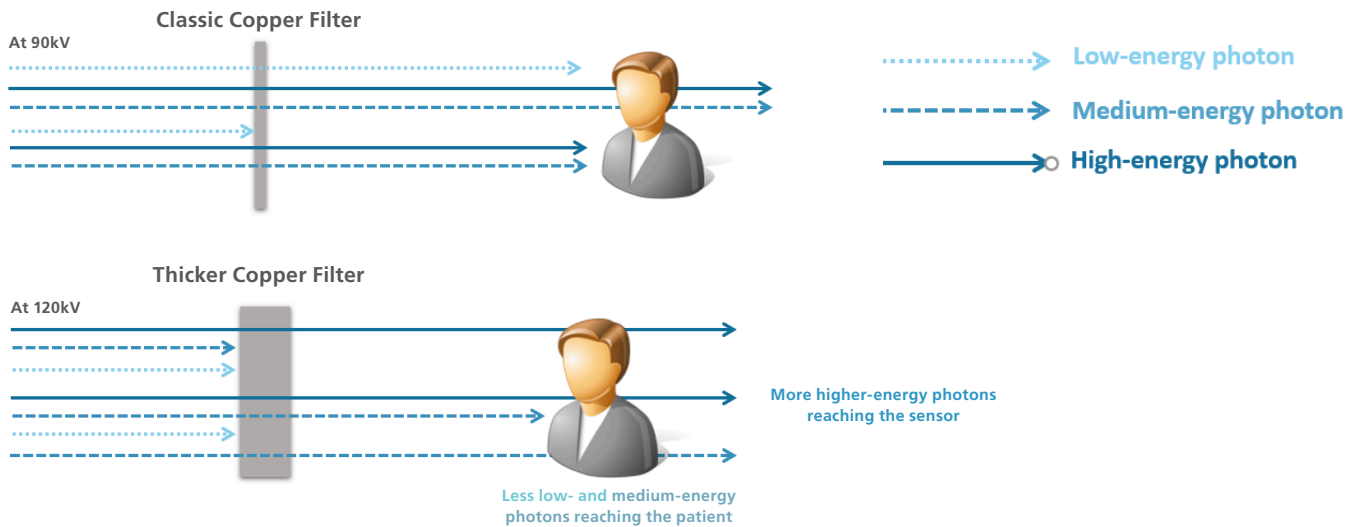 Classic Copper Filter
At 90kV
Low-energy photon
Medium-energy photon
High-energy photon
Thicker Copper Filter
At 120kV
More higher-energy photons
reaching the sensor
Less low- and medium-energy
photons reaching the patient